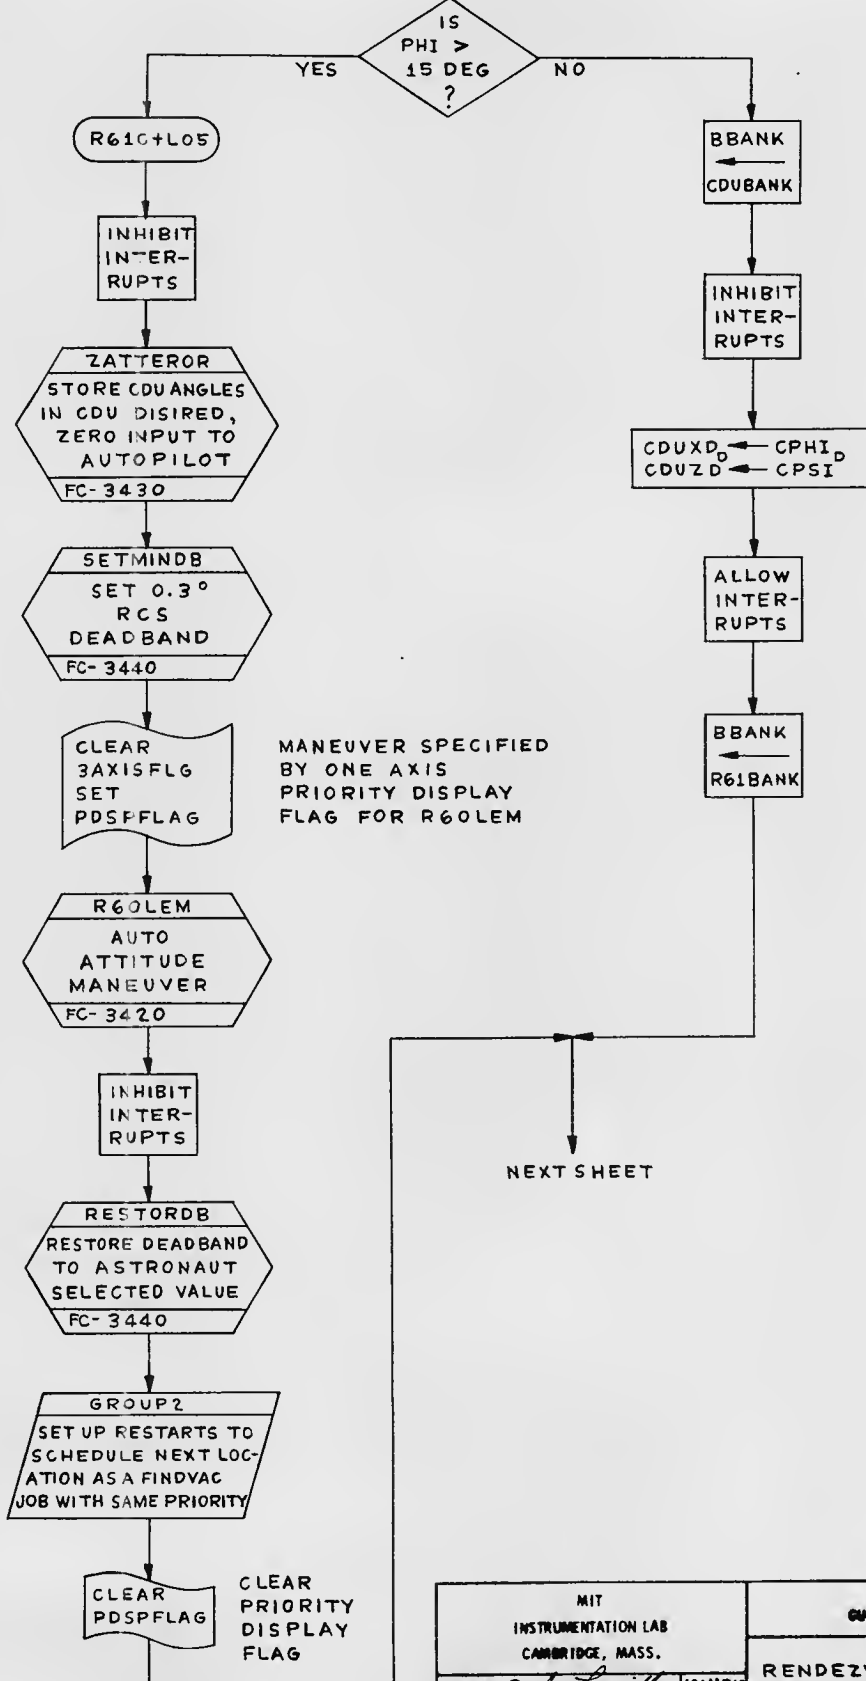 IS
PHI >
15 DEG
?
YES
NO
R61C+L05
INHIBIT
INTER-
RUPTS
ZATTEROR
STORE CDU ANGLES
IN CDU DISIRED,
ZERO INPUT TO
AUTOPILOT
FC-3430
SETMINDB
SET 0.3°
RCS
DEADBAND
FC-3440
CLEAR
3AXISFLG
SET
PDSPFLAG
MANEUVER SPECIFIED
BY ONE AXIS
PRIORITY DISPLAY
FLAG FOR R60LEM
R60LEM
AUTO
ATTITUDE
MANEUVER
FC-3420
INHIBIT
INTER-
RUPTS
RESTORDB
RESTORE DEADBAND
TO ASTRONAUT
SELECTED VALUE
FC-3440
GROUP2
SET UP RESTARTS TO
SCHEDULE NEXT LOC-
ATION AS A FINDVAC
JOB WITH SAME PRIORITY
CLEAR
PDSPFLAG
CLEAR
PRIORITY
DISPLAY
FLAG
BBANK
←
CDUBANK
INHIBIT
INTER-
RUPTS
CDUXD_D ← CPHI_D
CDUZD ← CPSI
ALLOW
INTER-
RUPTS
BBANK
←
R61BANK
NEXT SHEET
MIT
INSTRUMENTATION LAB
CAMBRIDGE, MASS.
GU
RENDEZV